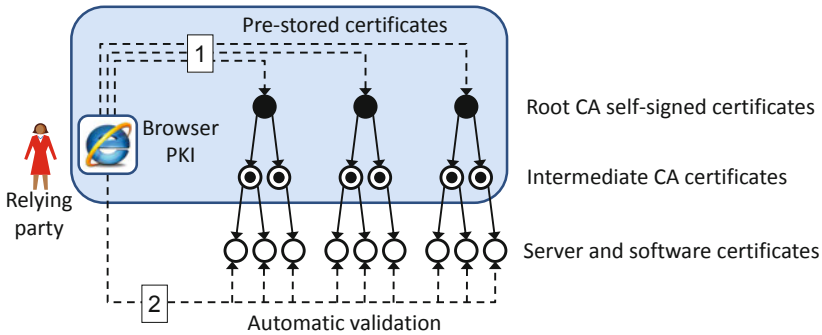 Pre-stored certificates
1
Browser
PKI
Root CA self-signed certificates
Intermediate CA certificates
Relying
party
Server and software certificates
2
Automatic validation